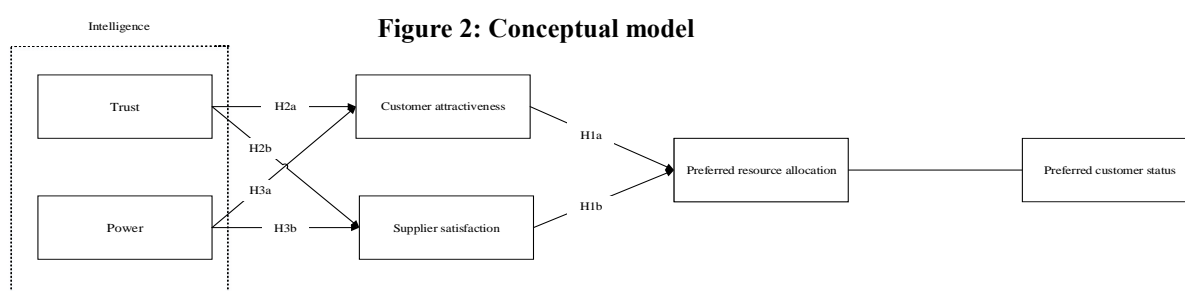 Figure 2: Conceptual model
Intelligence
Trust
H2a
Customer attractiveness
H1a
H2b
Preferred resource allocation
Preferred customer status
H3a
H1b
Power
H3b
Supplier satisfaction